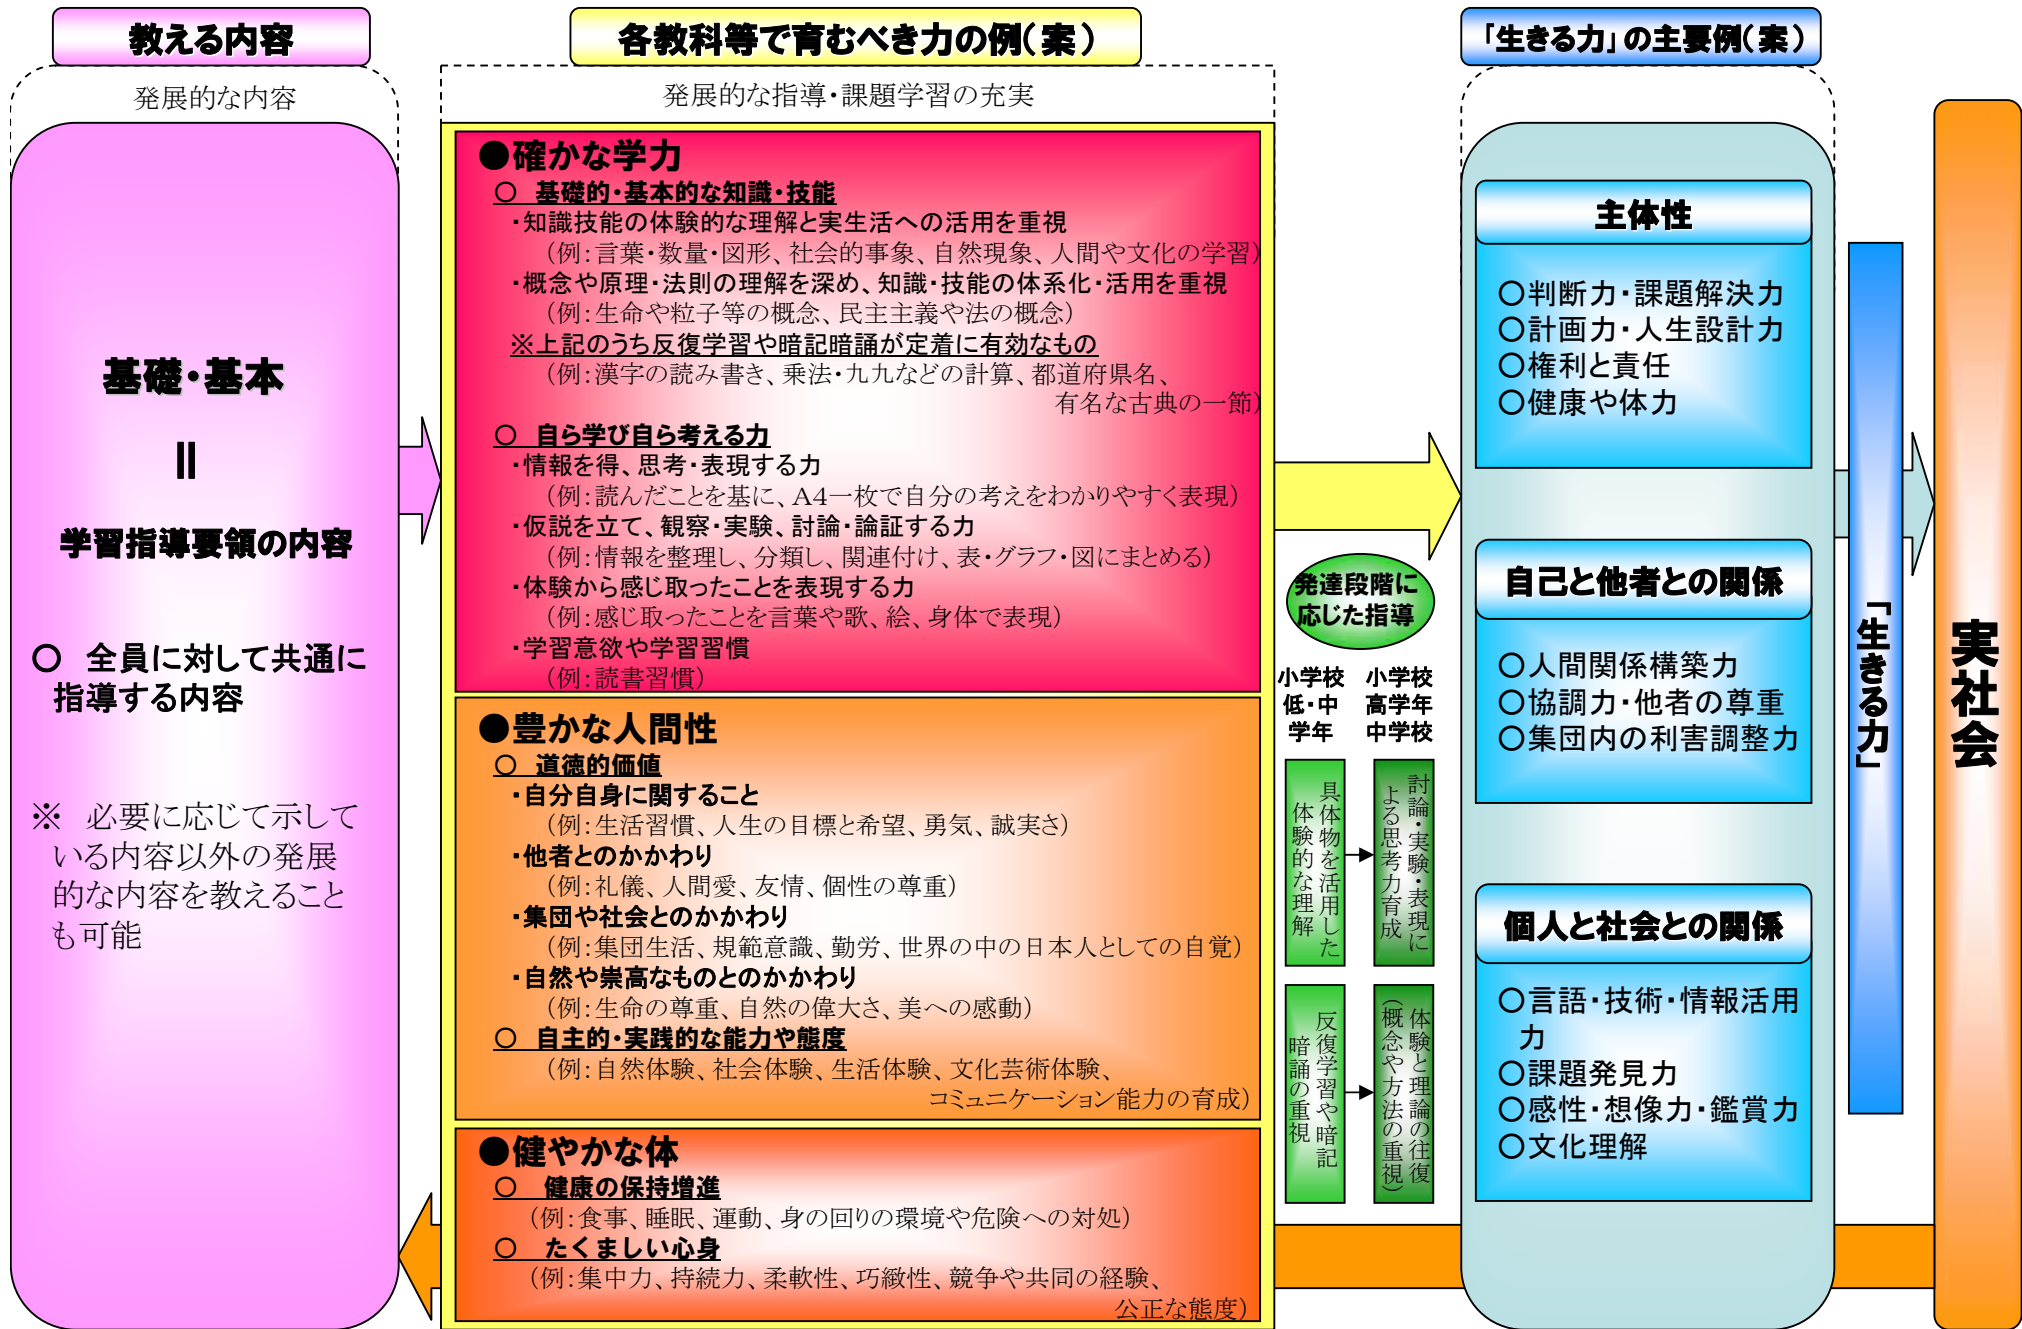 教える内容
発展的な内容
基礎・基本
||
学習指導要領の内容
○ 全員に対して共通に
指導する内容
※ 必要に応じて示して
いる内容以外の発展
的な内容を教えること
も可能
各教科等で育むべき力の例(案)
発展的な指導・課題学習の充実
●確かな学力
○ 基礎的・基本的な知識・技能
・知識技能の体験的な理解と実生活への活用を重視
(例:言葉・数量・図形、社会的事象、自然現象、人間や文化の学習)
・概念や原理・法則の理解を深め、知識・技能の体系化・活用を重視
(例:生命や粒子等の概念、民主主義や法の概念)
※上記のうち反復学習や暗記暗誦が定着に有効なもの
(例:漢字の読み書き、乗法・九九などの計算、都道府県名、
有名な古典の一節)
○ 自ら学び自ら考える力
・情報を得、思考・表現する力
(例:読んだことを基に、A4一枚で自分の考えをわかりやすく表現)
・仮説を立て、観察・実験、討論・論証する力
(例:情報を整理し、分類し、関連付け、表・グラフ・図にまとめる)
・体験から感じ取ったことを表現する力
(例:感じ取ったことを言葉や歌、絵、身体で表現)
・学習意欲や学習習慣
(例:読書習慣)
●豊かな人間性
○ 道徳的価値
・自分自身に関すること
(例:生活習慣、人生の目標と希望、勇気、誠実さ)
・他者とのかかわり
(例:礼儀、人間愛、友情、個性の尊重)
・集団や社会とのかかわり
(例:集団生活、規範意識、勤労、世界の中の日本人としての自覚)
・自然や崇高なものとのかかわり
(例:生命の尊重、自然の偉大さ、美への感動)
○ 自主的・実践的な能力や態度
(例:自然体験、社会体験、生活体験、文化芸術体験、
コミュニケーション能力の育成)
●健やかな体
○ 健康の保持増進
(例:食事、睡眠、運動、身の回りの環境や危険への対処)
○ たくましい心身
(例:集中力、持続力、柔軟性、巧緻性、競争や共同の経験、
公正な態度)
発達段階に
応じた指導
小学校
低・中
学年
小学校
高学年
中学校
具体物を活用した
体験的な理解
討論・実験・表現に
よる思考力育成
反復学習や暗記
暗誦の重視
体験と理論の往復
(概念や方法の重視)
「生きる力」の主要例(案)
主体性
○判断力・課題解決力
○計画力・人生設計力
○権利と責任
○健康や体力
自己と他者との関係
○人間関係構築力
○協調力・他者の尊重
○集団内の利害調整力
個人と社会との関係
○言語・技術・情報活用
力
○課題発見力
○感性・想像力・鑑賞力
○文化理解
「生きる力」
実社会